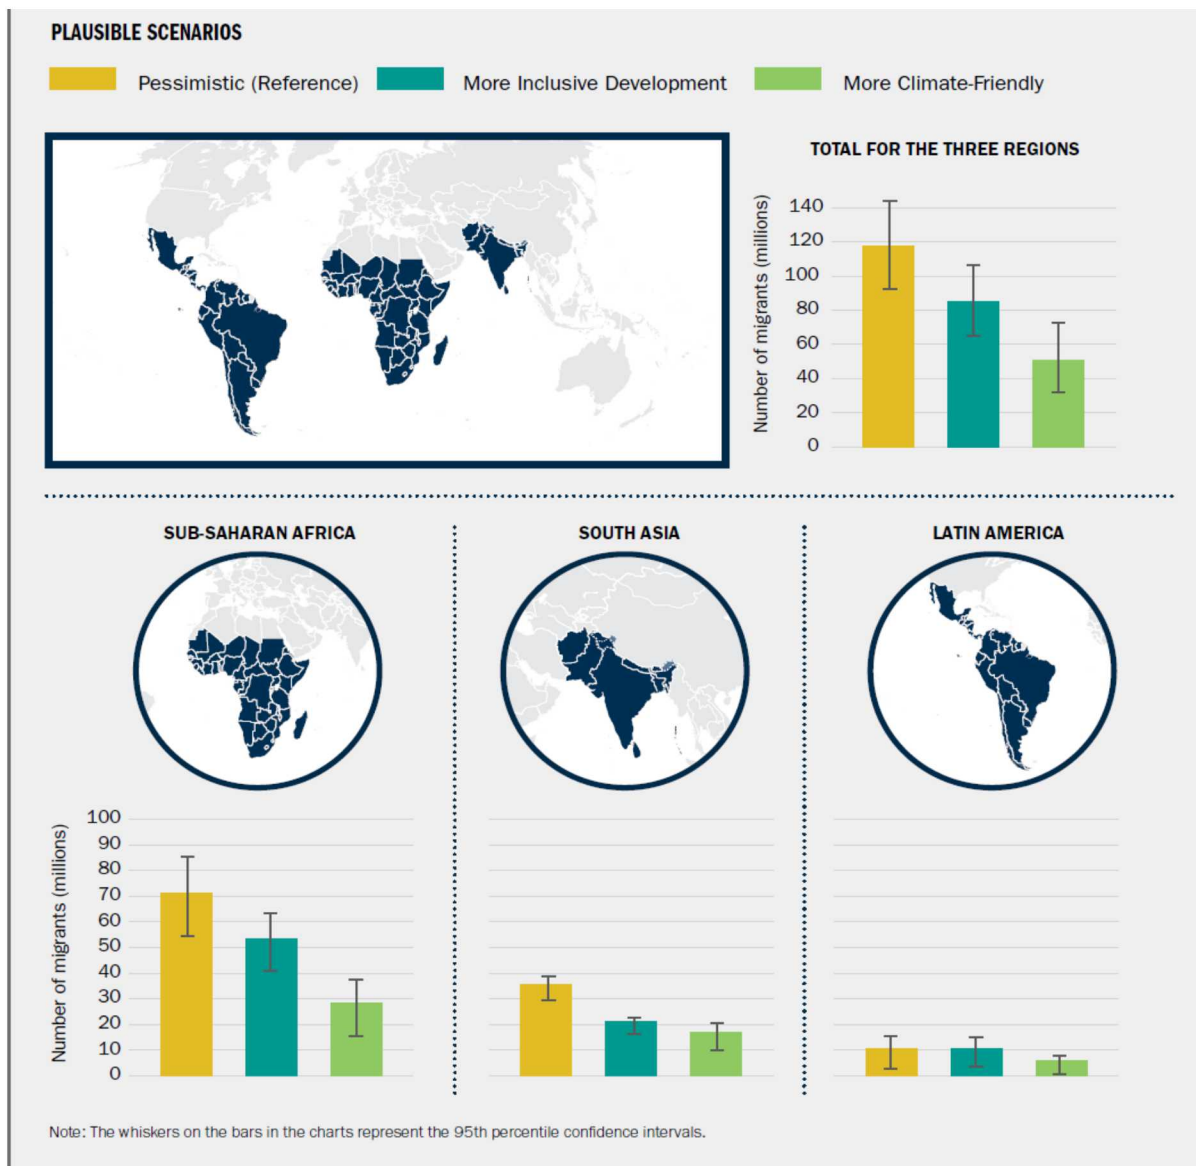 PLAUSIBLE SCENARIOS
Pessimistic (Reference) More Inclusive Development More Climate-Friendly
TOTAL FOR THE THREE REGIONS
Number of migrants (millions)
140
120
100
80
60
40
20
0
SUB-SAHARAN AFRICA
SOUTH ASIA
LATIN AMERICA
Number of migrants (millions)
100
90
80
70
60
50
40
30
20
10
0
Note: The whiskers on the bars in the charts represent the 95th percentile confidence intervals.